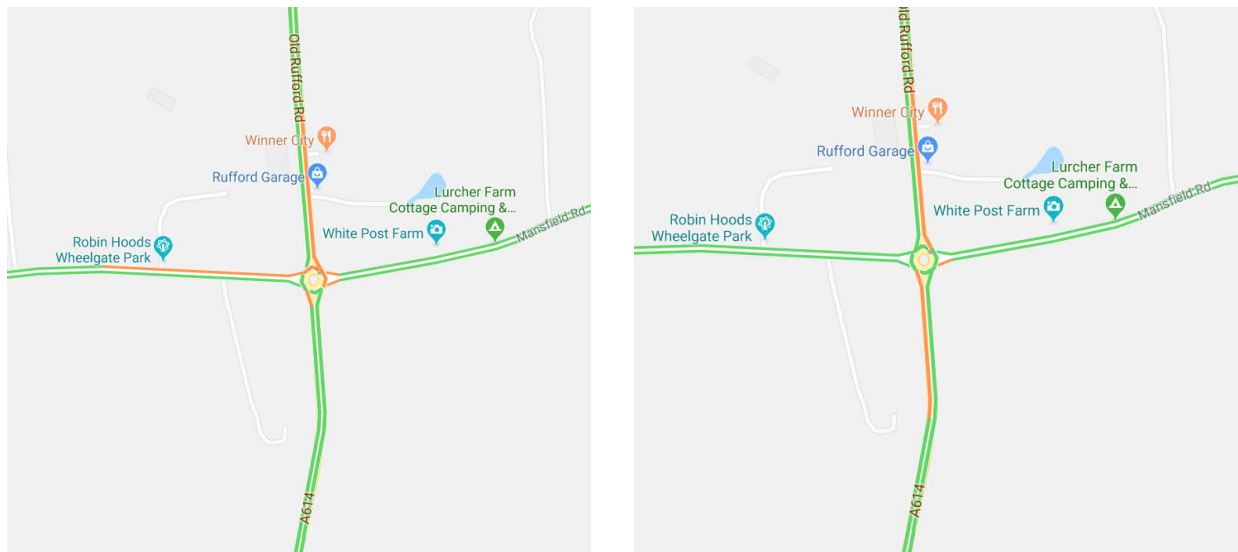 Old Rufford Rd
Winner City
Rufford Garage
Lurcher Farm
Cottage Camping &...
White Post Farm
Mansfield Rd
Robin Hoods
Wheelgate Park
A614
Old Rufford Rd
Winner City
Rufford Garage
Lurcher Farm
Cottage Camping &...
White Post Farm
Mansfield Rd
Robin Hoods
Wheelgate Park
A614